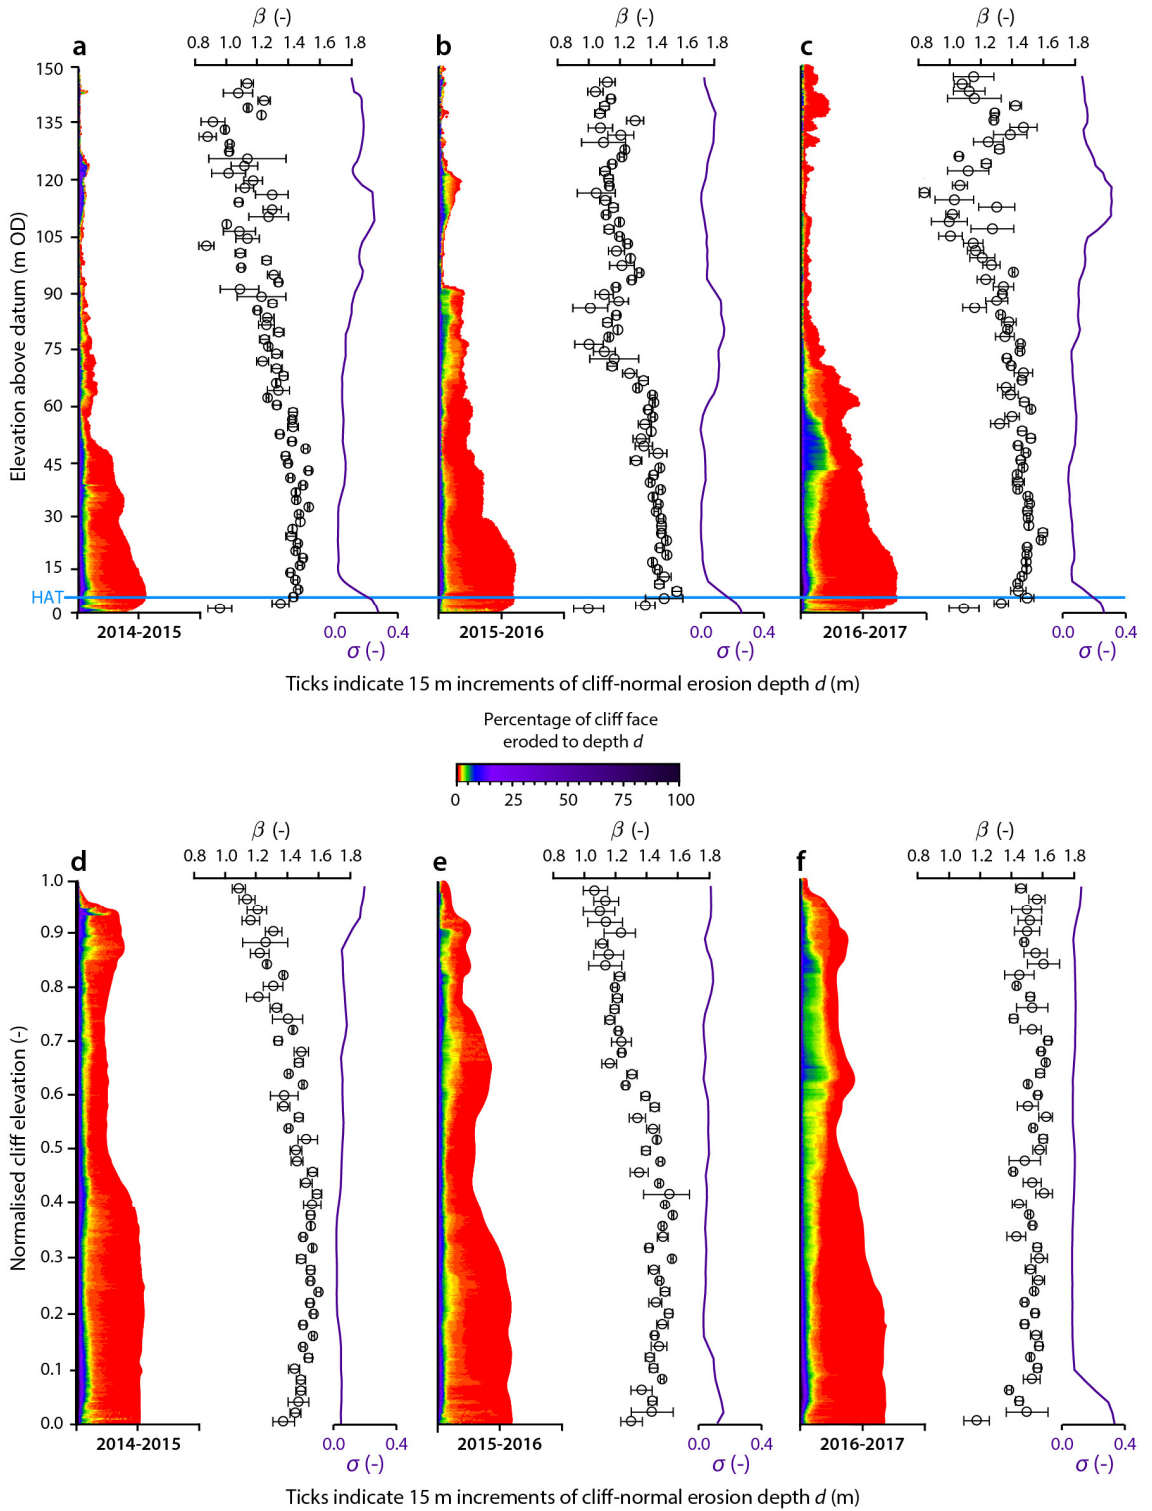 β (-) β (-) β (-)
a 0.8 1.0 1.2 1.4 1.6 1.8 b 0.8 1.0 1.2 1.4 1.6 1.8 c 0.8 1.0 1.2 1.4 1.6 1.8
Elevation above datum (m OD)
150
135
120
105
90
75
60
45
30
15
HAT
0
2014-2015 0.0 0.4 2015-2016 0.0 0.4 2016-2017 0.0 0.4
σ (-) σ (-) σ (-)
Ticks indicate 15 m increments of cliff-normal erosion depth d (m)
Percentage of cliff face
eroded to depth d
0 25 50 75 100
β (-) β (-) β (-)
d 0.8 1.0 1.2 1.4 1.6 1.8 e 0.8 1.0 1.2 1.4 1.6 1.8 f 0.8 1.0 1.2 1.4 1.6 1.8
Normalised cliff elevation (-)
1.0
0.9
0.8
0.7
0.6
0.5
0.4
0.3
0.2
0.1
0.0
2014-2015 0.0 0.4 2015-2016 0.0 0.4 2016-2017 0.0 0.4
σ (-) σ (-) σ (-)
Ticks indicate 15 m increments of cliff-normal erosion depth d (m)